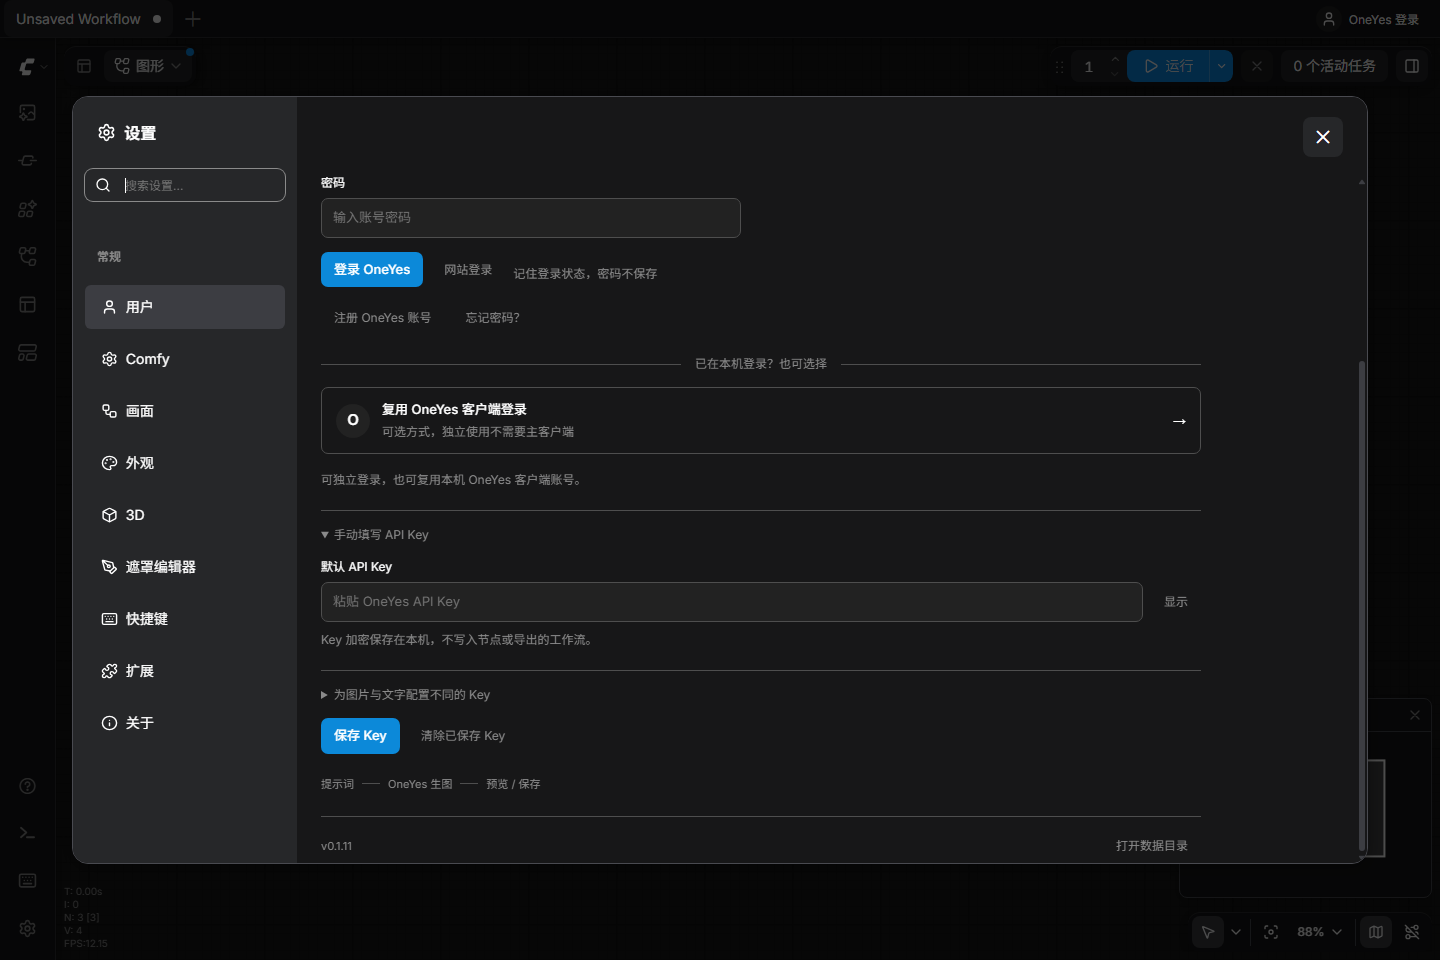 Unsaved Workflow
OneYes 登录
图形
1
运行
0 个活动任务
设置
搜索设置...
常规
用户
Comfy
画面
外观
3D
遮罩编辑器
快捷键
扩展
关于
密码
输入账号密码
登录 OneYes 网站登录 记住登录状态，密码不保存
注册 OneYes 账号 忘记密码？
已在本机登录？也可选择
O
复用 OneYes 客户端登录
可选方式，独立使用不需要主客户端
→
可独立登录，也可复用本机 OneYes 客户端账号。
▼ 手动填写 API Key
默认 API Key
粘贴 OneYes API Key 显示
Key 加密保存在本机，不写入节点或导出的工作流。
▶ 为图片与文字配置不同的 Key
保存 Key 清除已保存 Key
提示词 —— OneYes 生图 —— 预览 / 保存
v0.1.11 打开数据目录
T: 0.00s
I: 0
N: 3 [3]
V: 4
FPS:12.15
88%